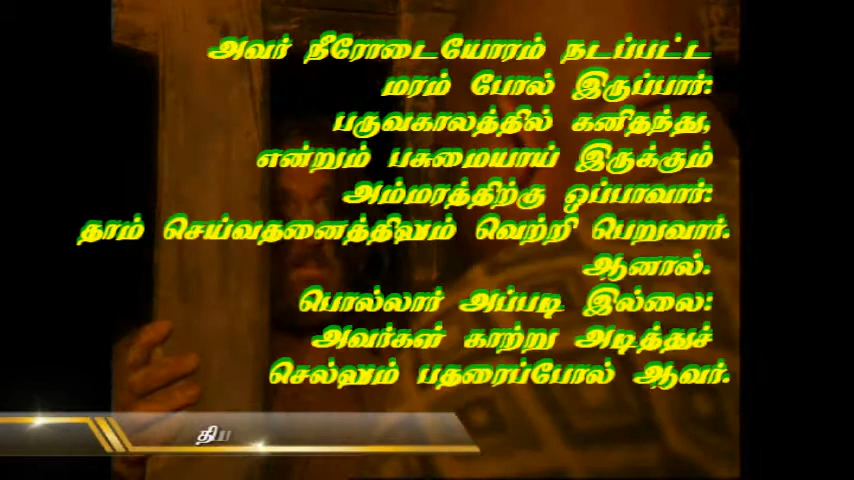 அவர் நீரோடையோரம் நடப்பட்ட
மரம் போல் இருப்பார்:
பருவகாலத்தில் கனிதந்து,
என்றும் பசுமையாய் இருக்கும்
அம்மரத்திற்கு ஒப்பாவார்:
தாம் செய்வதனைத்திலும் வெற்றி பெறுவார்.
ஆனால்.
பொல்லார் அப்படி இல்லை:
அவர்கள் காற்று அடித்துச்
செல்லும் பதரைப்போல் ஆவர்.
திய